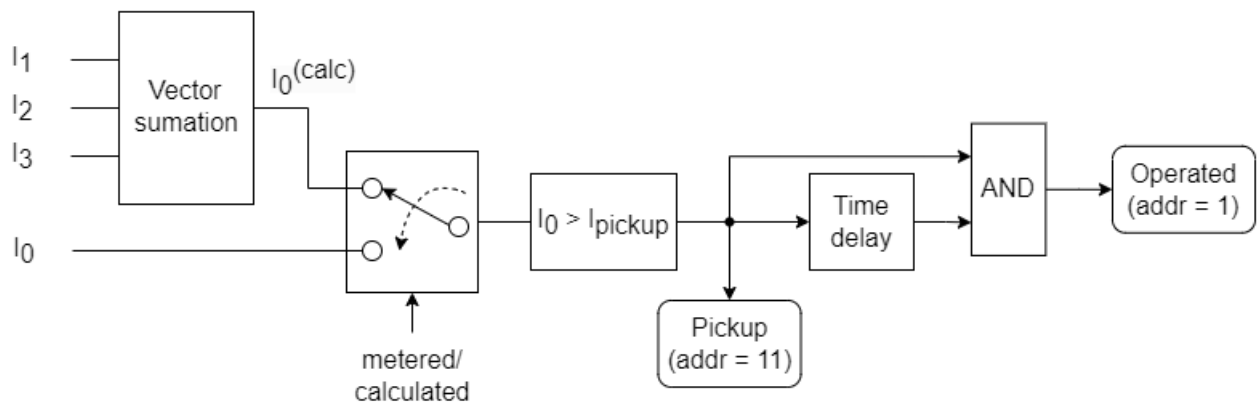 I₁
I₂
I₃
Vector
sumation
I₀(calc)
I₀
metered/
calculated
I₀ > Ipickup
Pickup
(addr = 11)
Time
delay
AND
Operated
(addr = 1)